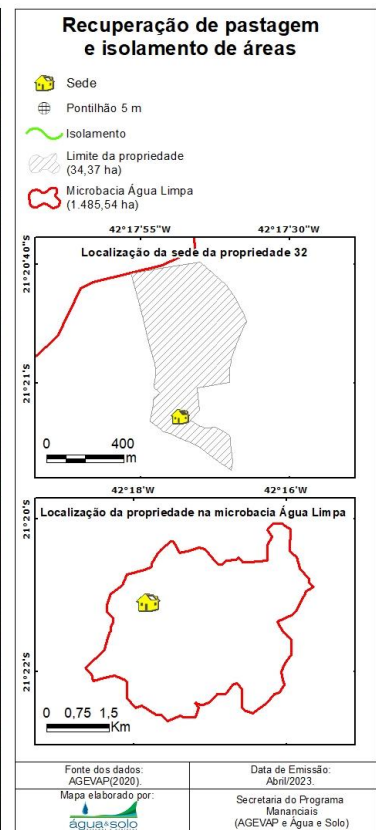 Recuperação de pastagem
e isolamento de áreas
Sede
Pontilhão 5 m
Isolamento
Limite da propriedade
(34,37 ha)
Microbacia Água Limpa
(1.485,54 ha)
42°17'55"W 42°17'30"W
Localização da sede da propriedade 32
21°20'40"S
21°21'S
0 400
m
42°18'W 42°16'W
Localização da propriedade na microbacia Água Limpa
21°20'S
21°22'S
0 0,75 1,5
Km
Fonte dos dados:
AGEVAP(2020).
Data de Emissão:
Abril/2023.
Mapa elaborado por:
água&solo
Secretaria do Programa
Mananciais
(AGEVAP e Água e Solo)